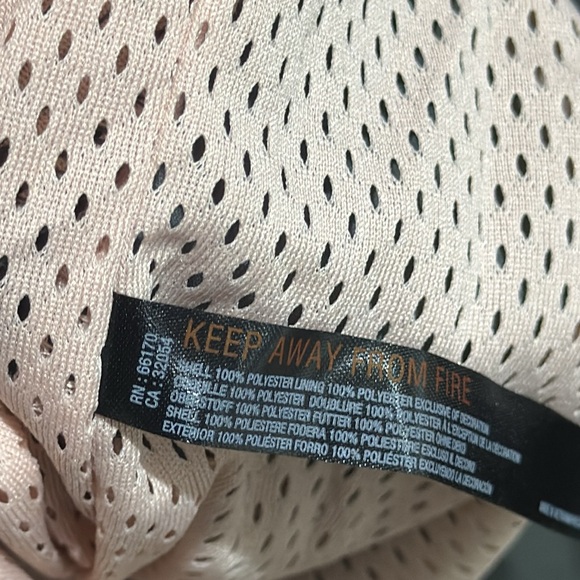 KEEP AWAY FROM FIRE
RN: 66170
CA: 32054
SHELL 100% POLYESTER LINING 100% POLYESTER EXCLUSIVE OF DECORATION
100% POLYESTER DOUBLURE 100% POLYESTER À L'EXCEPTION DE LA DÉCORATION
100% POLYESTER FUTTER 100% POLYESTER OHNE
SHELL 100% POLIESTERE FODERA 100% POLIESTERE ESCLUSO IL DECORO
EXTERIOR 100% POLIÉSTER FORRO 100% POLIÉSTER EXCLUYENDO LA DECORACIÓN